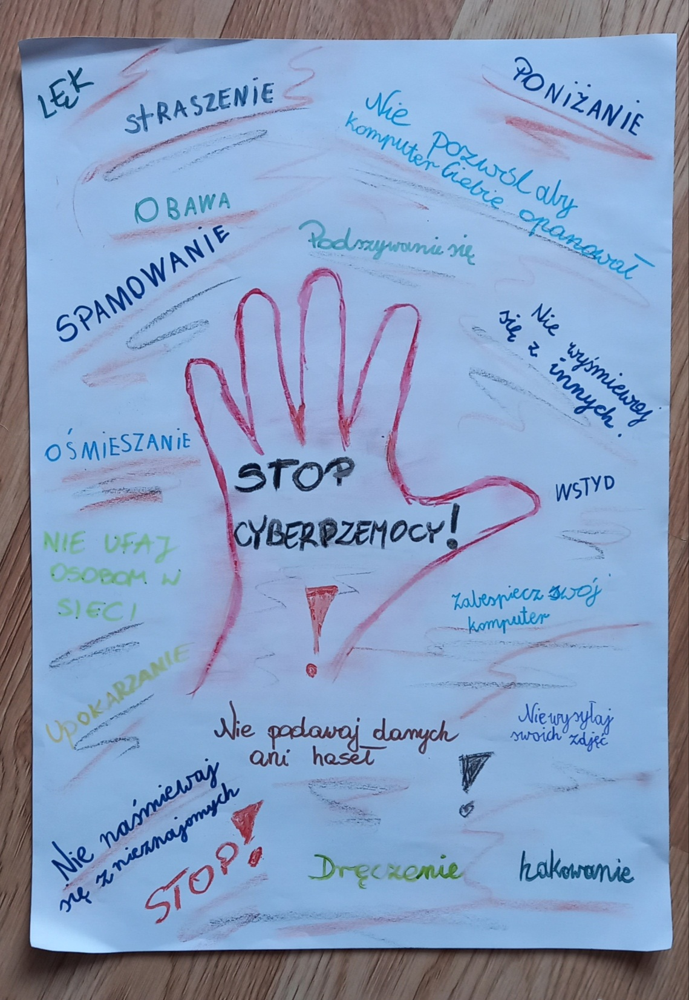 LĘK
stRASZENIE
PONIŻANIE
Nie pozwól aby
komputer Ciebie opanował
OBAWA
SPAMOWANIE
Podszywanie się
Nie wyśmiewaj
się z innych.
OŚMIESZANIE
STOP
CYBERPZEMOCY!
WSTYD
NIE UFAJ
OSOBOM W
SIECI
Zabespiecz swój
komputer
!
UpOKARZANIE
Nie podawaj danych
ani haseł
Nie wysyłaj
swoich zdjęć
!
Nie naśmiewaj
się z nieznajomych
STOP!
Dręczenie
hakowanie